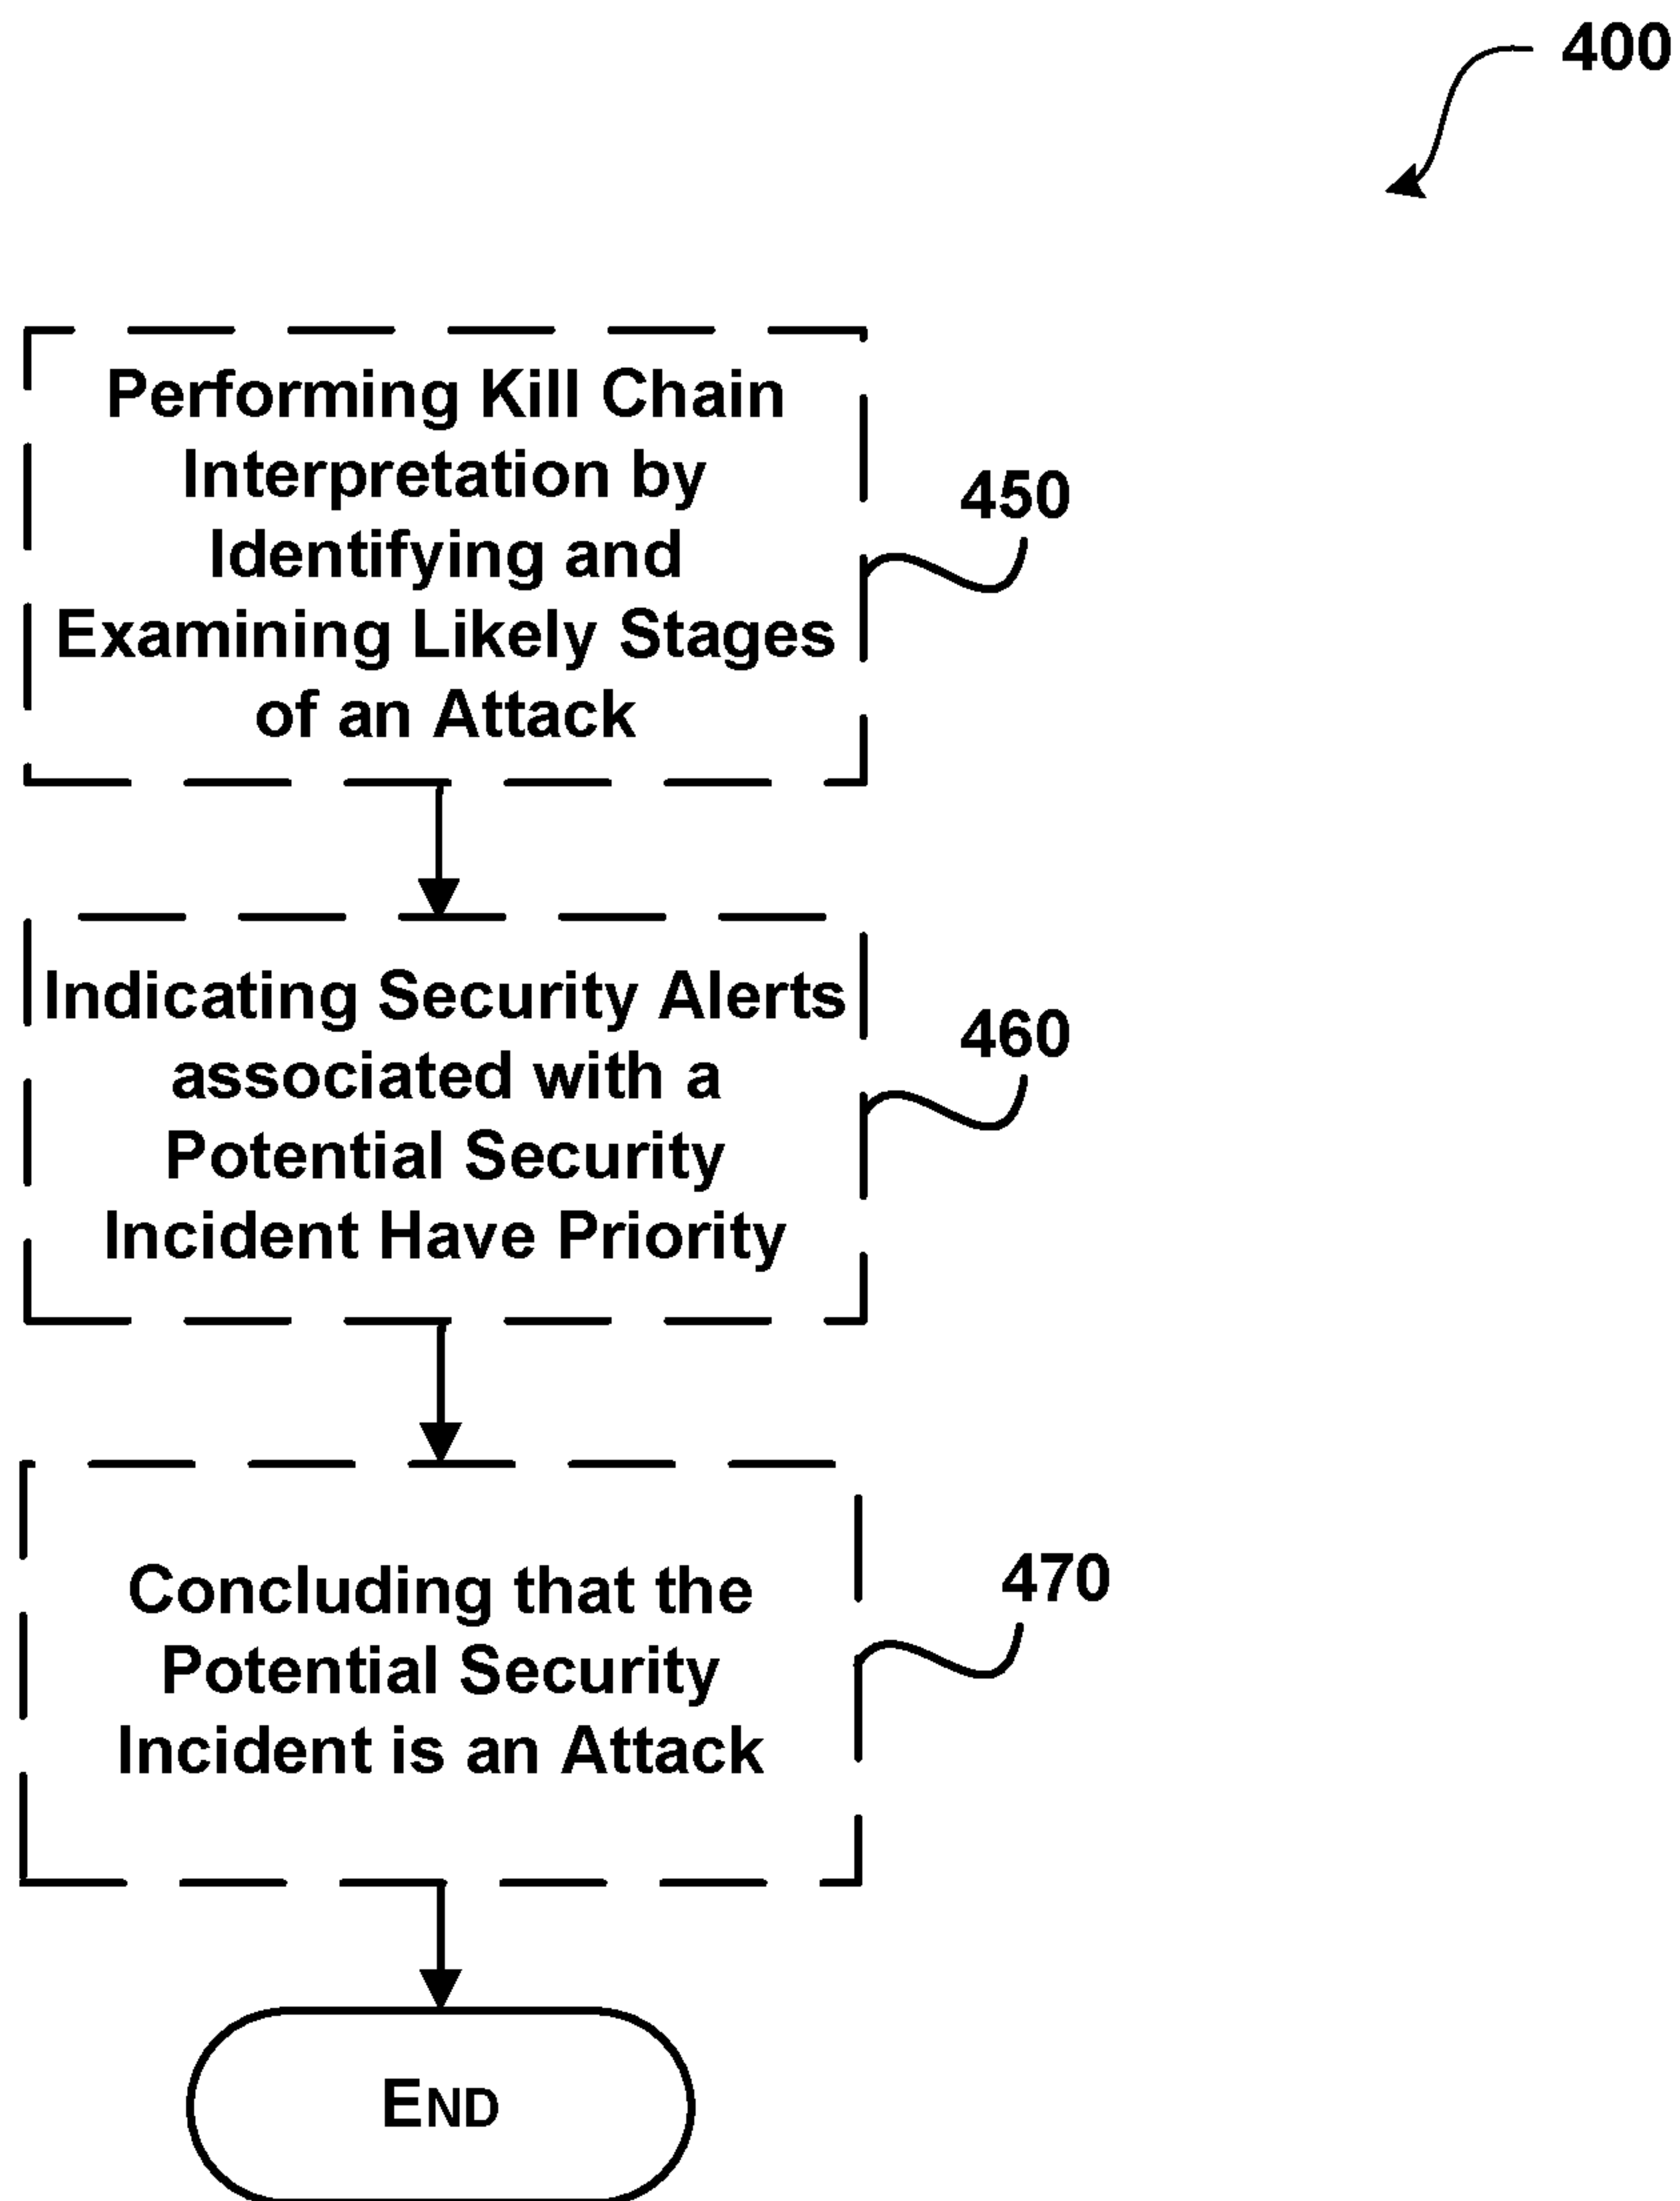 400
Performing Kill Chain
Interpretation by
Identifying and
Examining Likely Stages
of an Attack
450
Indicating Security Alerts
associated with a
Potential Security
Incident Have Priority
460
Concluding that the
Potential Security
Incident is an Attack
470
END